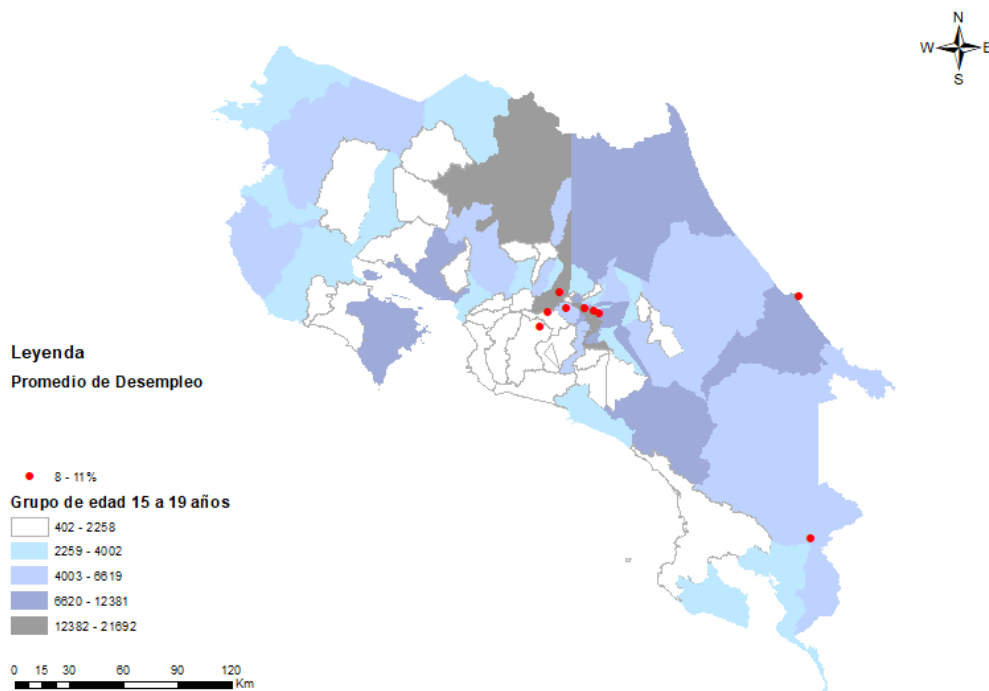 N
W
E
S
Leyenda
Promedio de Desempleo
8 - 11%
Grupo de edad 15 a 19 años
402 - 2258
2259 - 4002
4003 - 6619
6620 - 12381
12382 - 21692
0 15 30 60 90 120
Km